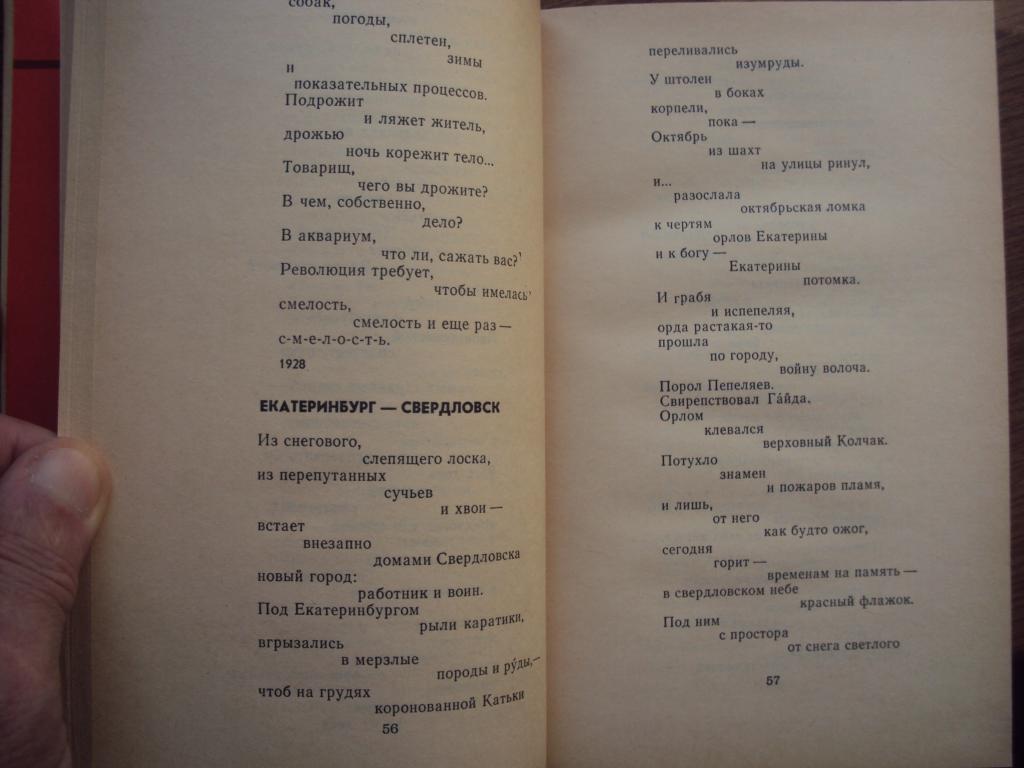 собак,
погоды,
сплетен,
зимы
и
показательных процессов.
Подрожит
и ляжет житель,
дрожью
ночь корежит тело...
Товарищ,
чего вы дрожите?
В чем, собственно,
дело?
В аквариум,
что ли, сажать вас?
Революция требует,
чтобы имелась
смелость,
смелость и еще раз —
с-м-е-л-о-с-т-ь.
1928
ЕКАТЕРИНБУРГ — СВЕРДЛОВСК
Из снегового,
слепящего лоска,
из перепутанных
сучьев
и хвои —
встает
внезапно
домами Свердловска
новый город:
работник и воин.
Под Екатеринбургом
рыли каратики,
вгрызались
в мерзлые
породы и ру́ды, —
чтоб на грудях
коронованной Катьки
56
переливались
изумруды.
У штолен
в боках
корпели,
пока —
Октябрь
из шахт
на улицы ринул,
и...
разослала
октябрьская ломка
к чертям
орлов Екатерины
и к богу —
Екатерины
потомка.
И грабя
и испепеляя,
орда растакая-то
прошла
по городу,
войну волоча.
Порол Пепеляев.
Свирепствовал Га́йда.
Орлом
клевался
верховный Колчак.
Потухло
знамен
и пожаров пламя,
и лишь,
от него
как будто ожог,
сегодня
горит —
временам на память —
в свердловском небе
красный флажок.
Под ним
с простора
от снега светлого
57